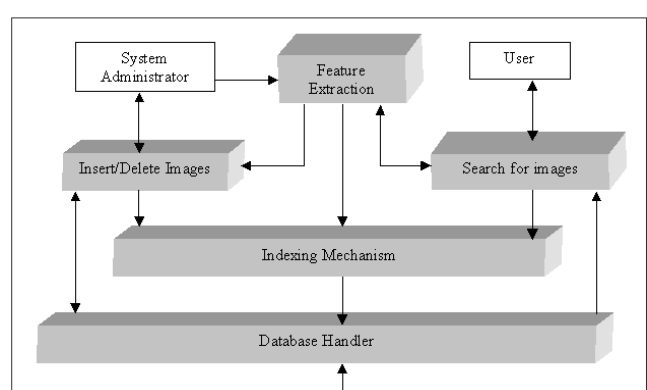 System
Administrator
Feature
Extraction
User
Insert/Delete Images
Search for images
Indexing Mechanism
Database Handler